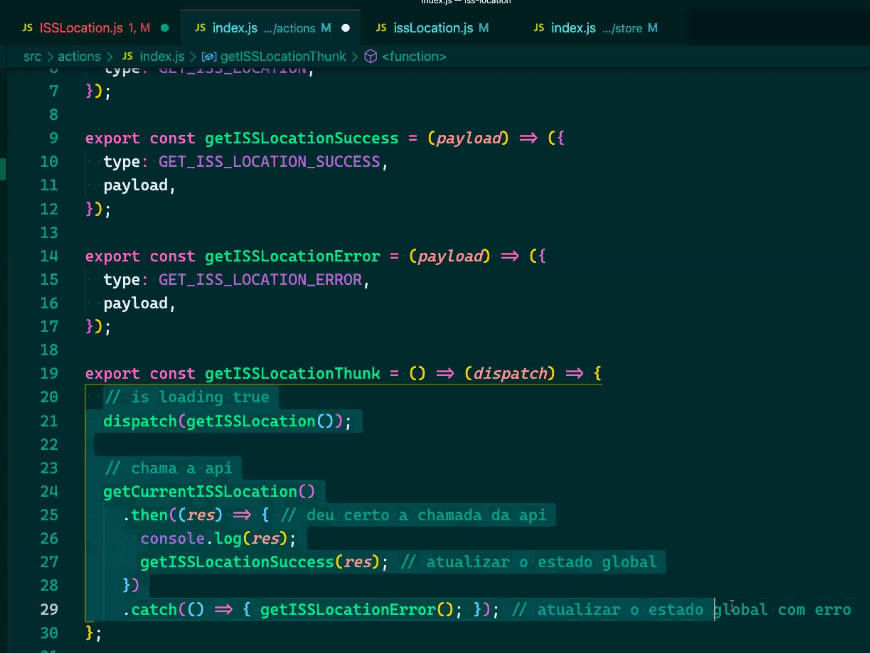 index.js — iss-location
JS ISSLocation.js 1, M JS index.js .../actions M JS issLocation.js M JS index.js .../store M
src > actions > JS index.js > getISSLocationThunk > <function>
6 type: GET_ISS_LOCATION,
7 });
8
9 export const getISSLocationSuccess = (payload) => ({
10 type: GET_ISS_LOCATION_SUCCESS,
11 payload,
12 });
13
14 export const getISSLocationError = (payload) => ({
15 type: GET_ISS_LOCATION_ERROR,
16 payload,
17 });
18
19 export const getISSLocationThunk = () => (dispatch) => {
20 // is loading true
21 dispatch(getISSLocation());
22
23 // chama a api
24 getCurrentISSLocation()
25 .then((res) => { // deu certo a chamada da api
26 console.log(res);
27 getISSLocationSuccess(res); // atualizar o estado global
28 })
29 .catch(() => { getISSLocationError(); }); // atualizar o estado global com erro
30 };